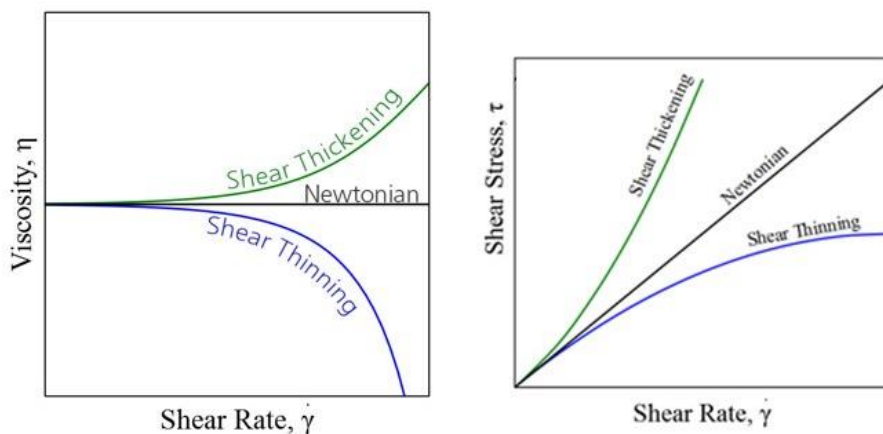 Viscosity, η
Shear Thickening
Newtonian
Shear Thinning
Shear Rate, γ̇
Shear Stress, τ
Shear Thickening
Newtonian
Shear Thinning
Shear Rate, γ̇